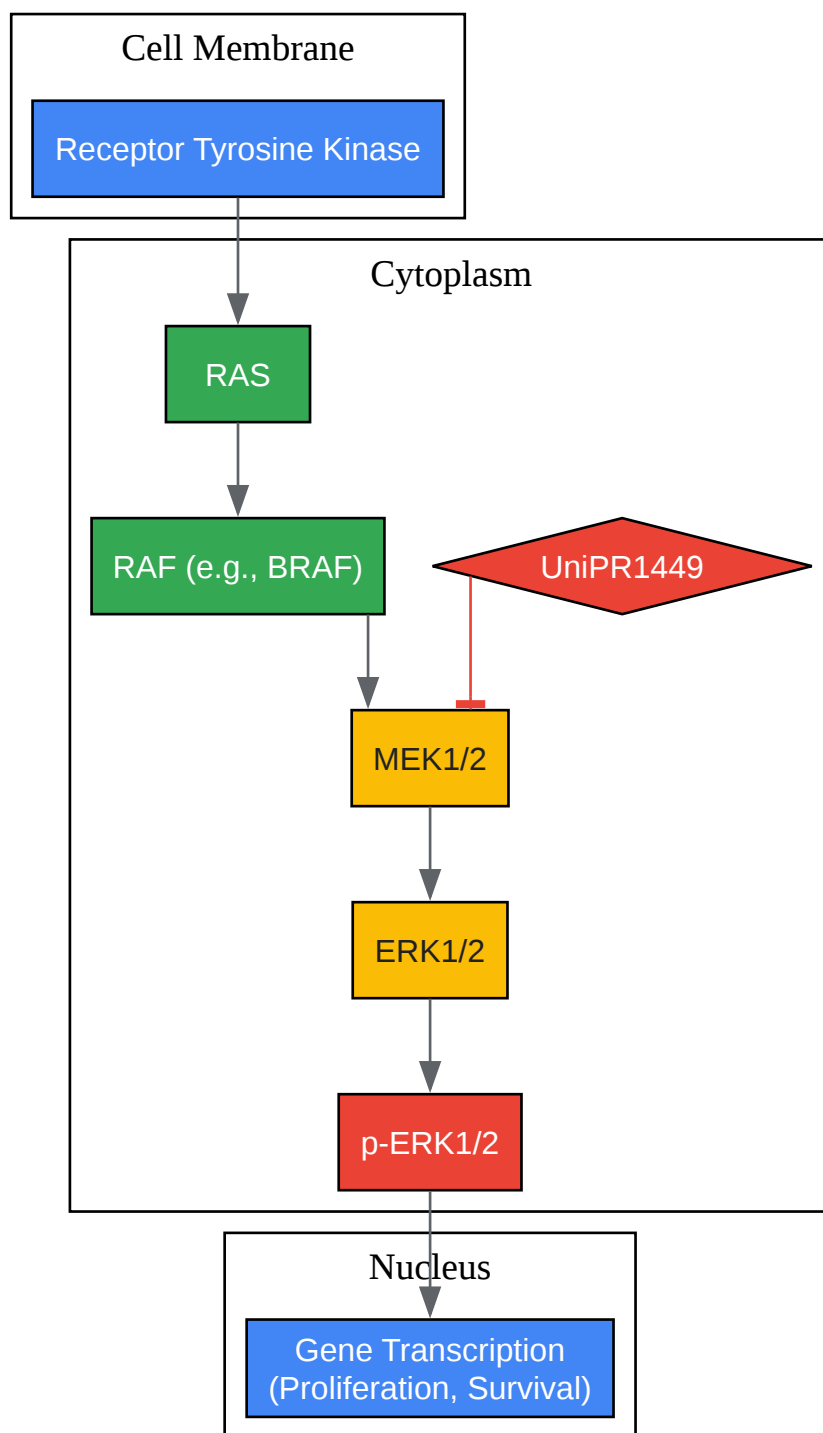 Cell Membrane
Receptor Tyrosine Kinase
Cytoplasm
RAS
RAF (e.g., BRAF)
UniPR1449
MEK1/2
ERK1/2
p-ERK1/2
Nucleus
Gene Transcription
(Proliferation, Survival)